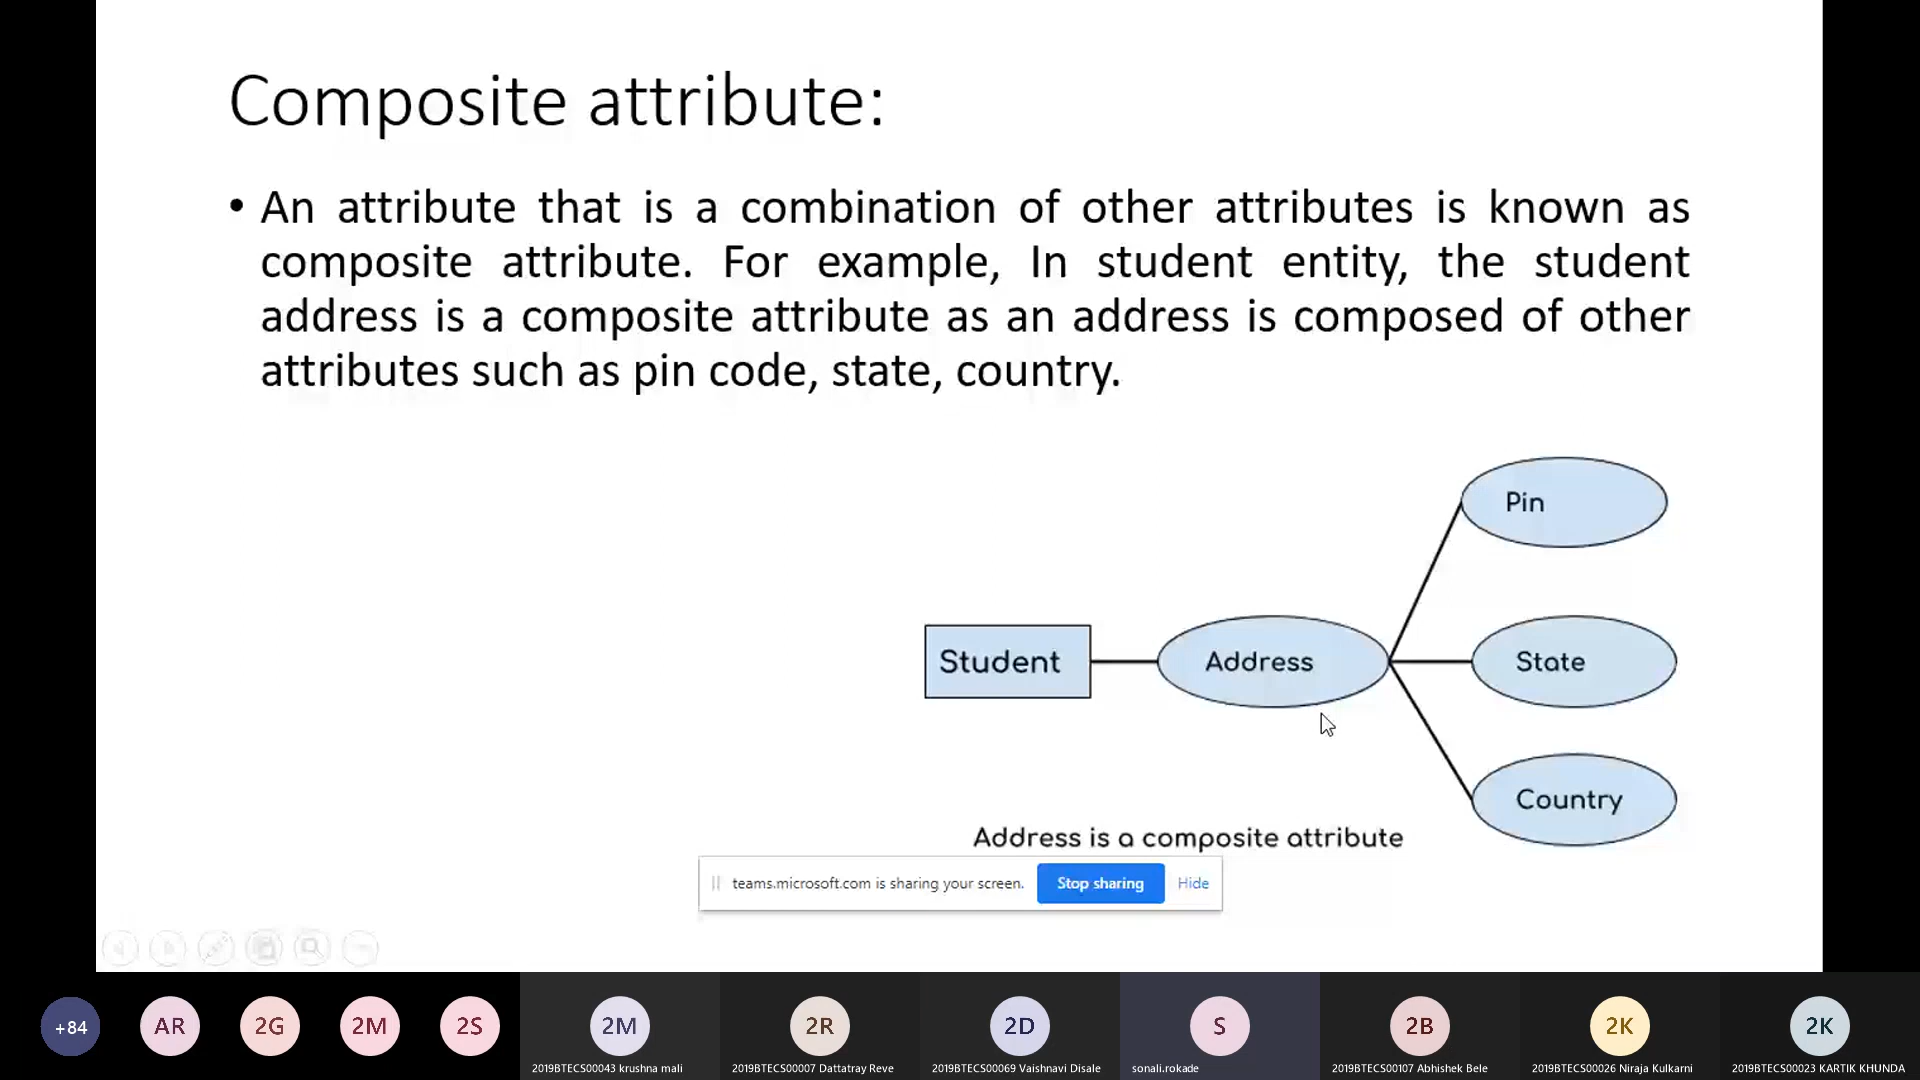 Composite attribute:
• An attribute that is a combination of other attributes is known as
composite attribute. For example, In student entity, the student
address is a composite attribute as an address is composed of other
attributes such as pin code, state, country.
Pin
Student
Address
State
Country
Address is a composite attribute
teams.microsoft.com is sharing your screen.
Stop sharing
Hide
+84
AR
2G
2M
2S
2M
2R
2D
S
2B
2K
2K
2019BTECS00043 krushna mali
2019BTECS00007 Dattatray Reve
2019BTECS00069 Vaishnavi Disale
sonali.rokade
2019BTECS00107 Abhishek Bele
2019BTECS00026 Niraja Kulkarni
2019BTECS00023 KARTIK KHUNDA